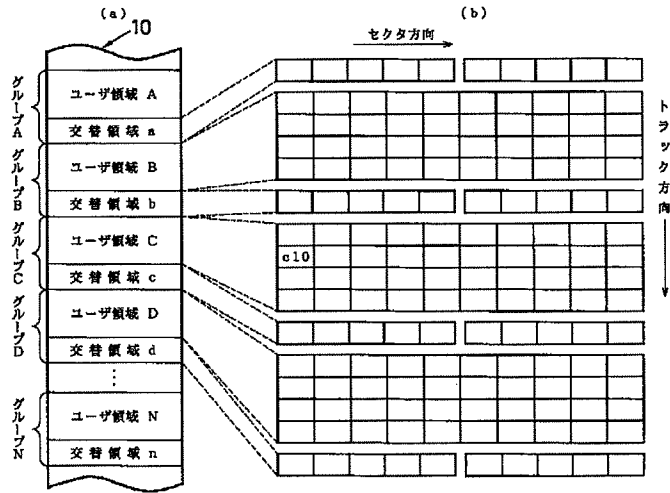 (a)
10
グループA
ユーザ領域 A
交替領域 a
グループB
ユーザ領域 B
交替領域 b
グループC
ユーザ領域 C
交替領域 c
グループD
ユーザ領域 D
交替領域 d
⋮
グループN
ユーザ領域 N
交替領域 n
(b)
セクタ方向
トラック方向
c10